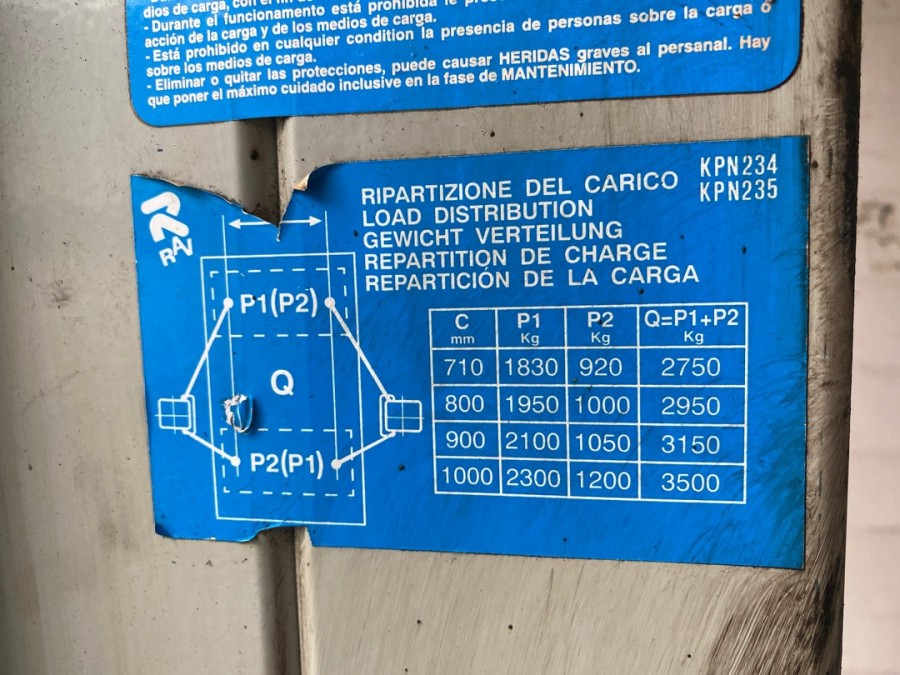 dios de carga, con el fin de
- Durante el funcionamento está prohibida le
acción de la carga y de los medios de carga.
- Está prohibido en cualquier condition la presencia de personas sobre la carga ó
sobre los medios de carga.
- Eliminar o quitar las protecciones, puede causar HERIDAS graves al persanal. Hay
que poner el máximo cuidado inclusive en la fase de MANTENIMIENTO.
KPN234
KPN235
RAV
RIPARTIZIONE DEL CARICO
LOAD DISTRIBUTION
GEWICHT VERTEILUNG
REPARTITION DE CHARGE
REPARTICIÓN DE LA CARGA
P1(P2)
Q
P2(P1)
C P1 P2 Q=P1+P2
mm Kg Kg Kg
710 1830 920 2750
800 1950 1000 2950
900 2100 1050 3150
1000 2300 1200 3500